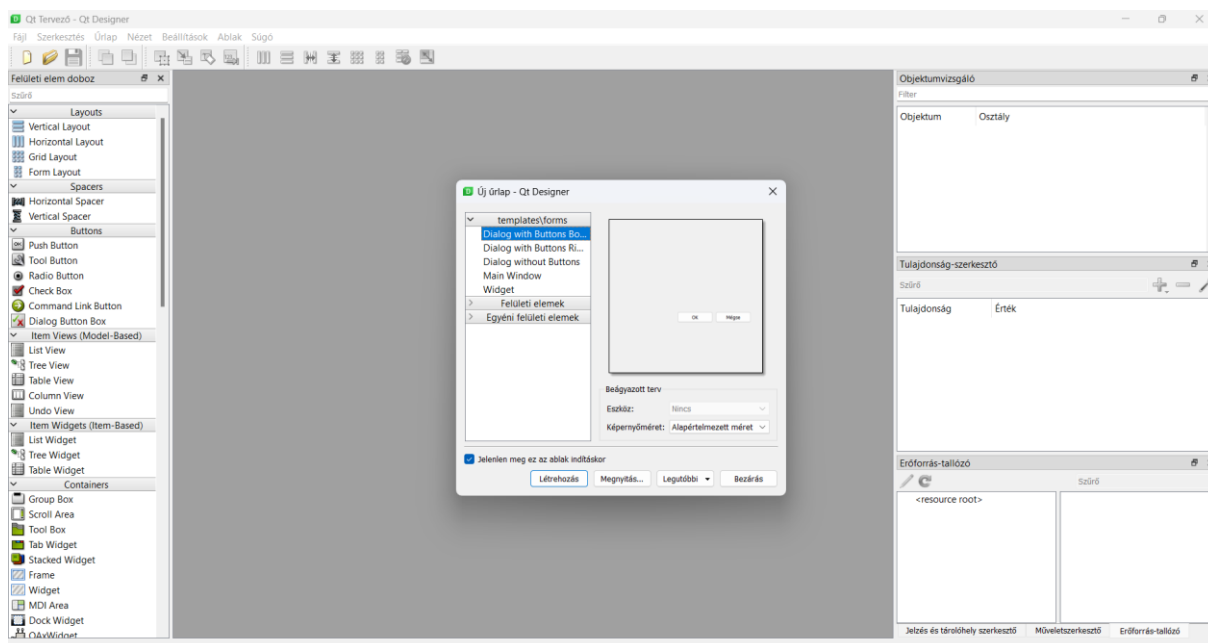 Qt Tervező - Qt Designer
Fájl Szerkesztés Űrlap Nézet Beállítások Ablak Súgó
Felületi elem doboz
Szűrő
Layouts
Vertical Layout
Horizontal Layout
Grid Layout
Form Layout
Spacers
Horizontal Spacer
Vertical Spacer
Buttons
Push Button
Tool Button
Radio Button
Check Box
Command Link Button
Dialog Button Box
Item Views (Model-Based)
List View
Tree View
Table View
Column View
Undo View
Item Widgets (Item-Based)
List Widget
Tree Widget
Table Widget
Containers
Group Box
Scroll Area
Tool Box
Tab Widget
Stacked Widget
Frame
Widget
MDI Area
Dock Widget
QAxWidget
Új űrlap - Qt Designer
templates\forms
Dialog with Buttons Bo...
Dialog with Buttons Ri...
Dialog without Buttons
Main Window
Widget
Felületi elemek
Egyéni felületi elemek
OK Mégse
Beágyazott terv
Eszköz: Nincs
Képernyőméret: Alapértelmezett méret
Jelenlen meg ez az ablak indításkor
Létrehozás Megnyitás... Legutóbbi Bezárás
Objektumvizsgáló
Filter
Objektum Osztály
Tulajdonság-szerkesztő
Szűrő
Tulajdonság Érték
Erőforrás-tallózó
Szűrő
<resource root>
Jelzés és tárolóhely szerkesztő Műveletszerkesztő Erőforrás-tallózó